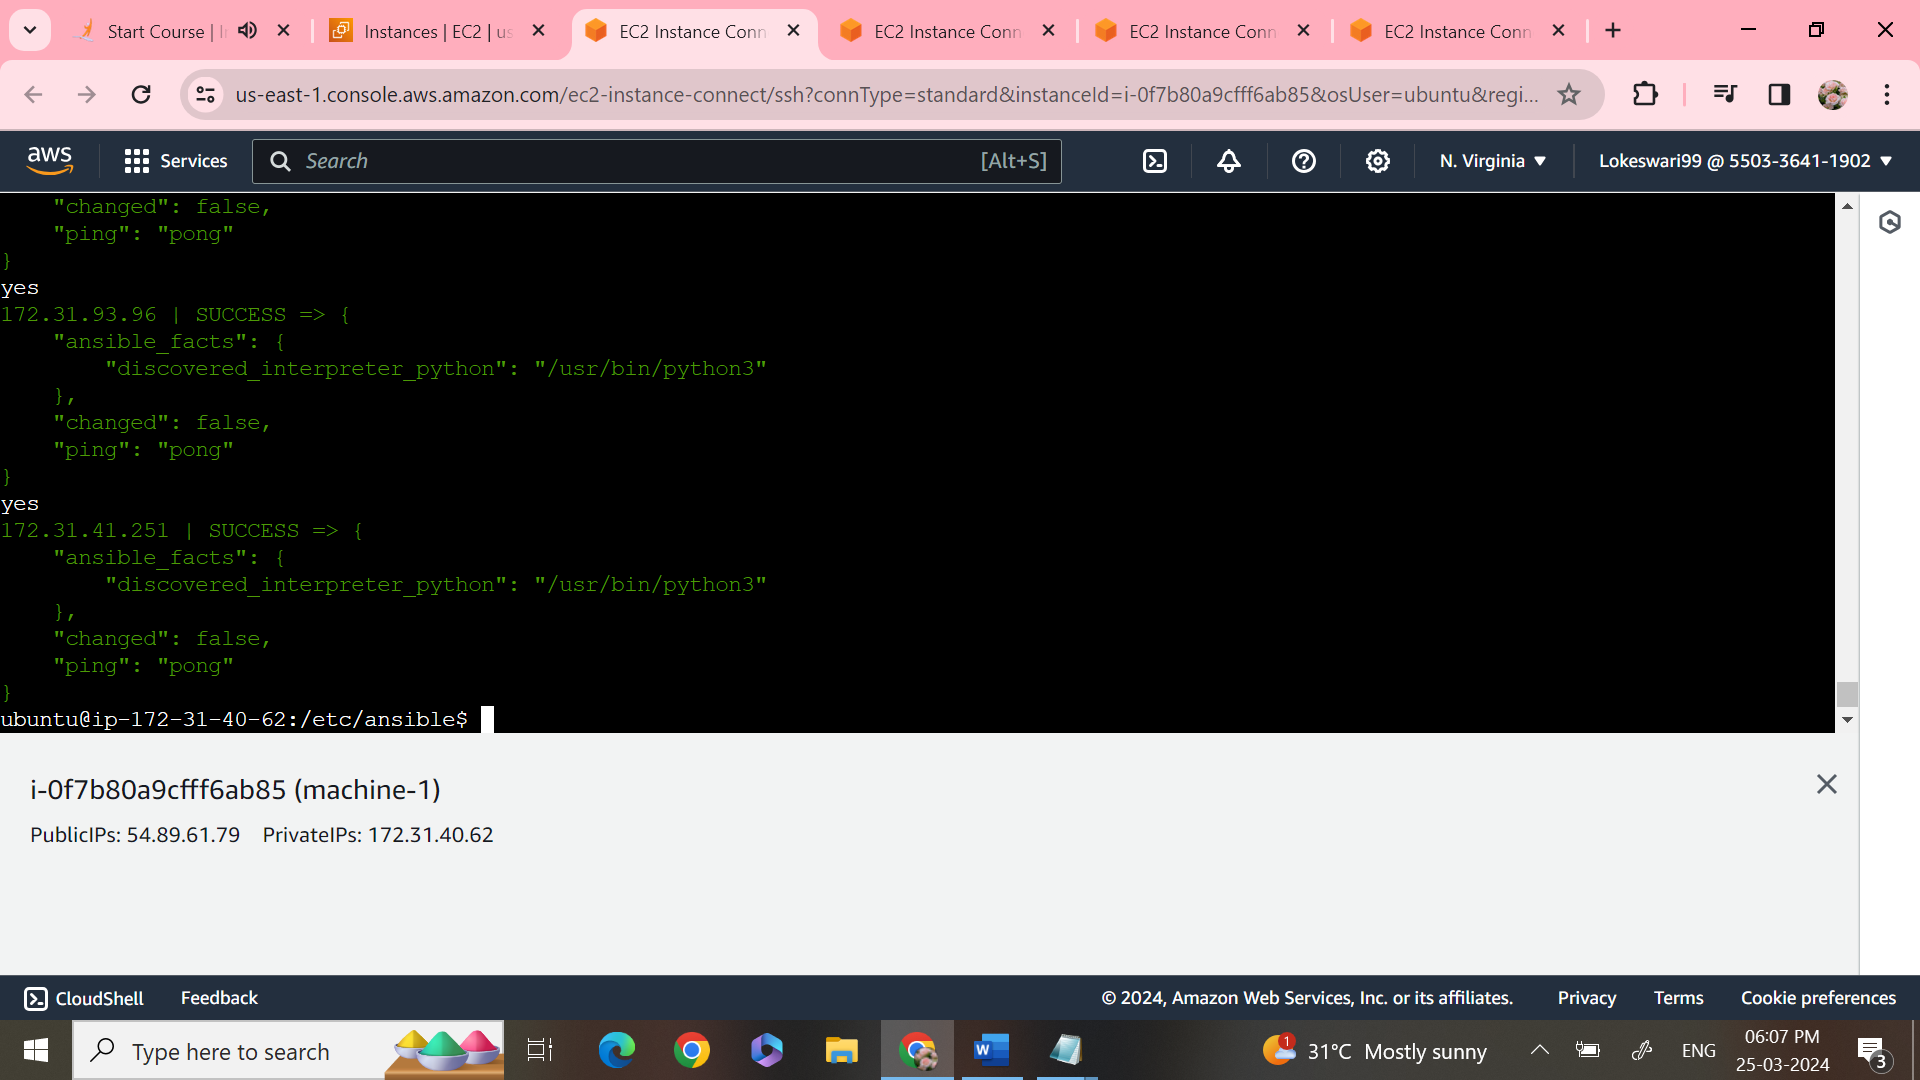 Start Course | I
Instances | EC2 | us
EC2 Instance Conn
EC2 Instance Conn
EC2 Instance Conn
EC2 Instance Conn
us-east-1.console.aws.amazon.com/ec2-instance-connect/ssh?connType=standard&instanceId=i-0f7b80a9cfff6ab85&osUser=ubuntu&regi...
aws
Services
Search
[Alt+S]
N. Virginia
Lokeswari99 @ 5503-3641-1902
    "changed": false,
    "ping": "pong"
}
yes
172.31.93.96 | SUCCESS => {
    "ansible_facts": {
        "discovered_interpreter_python": "/usr/bin/python3"
    },
    "changed": false,
    "ping": "pong"
}
yes
172.31.41.251 | SUCCESS => {
    "ansible_facts": {
        "discovered_interpreter_python": "/usr/bin/python3"
    },
    "changed": false,
    "ping": "pong"
}
ubuntu@ip-172-31-40-62:/etc/ansible$
i-0f7b80a9cfff6ab85 (machine-1)
PublicIPs: 54.89.61.79 PrivateIPs: 172.31.40.62
CloudShell
Feedback
© 2024, Amazon Web Services, Inc. or its affiliates.
Privacy
Terms
Cookie preferences
Type here to search
W
1
31°C Mostly sunny
ENG
06:07 PM
25-03-2024
3